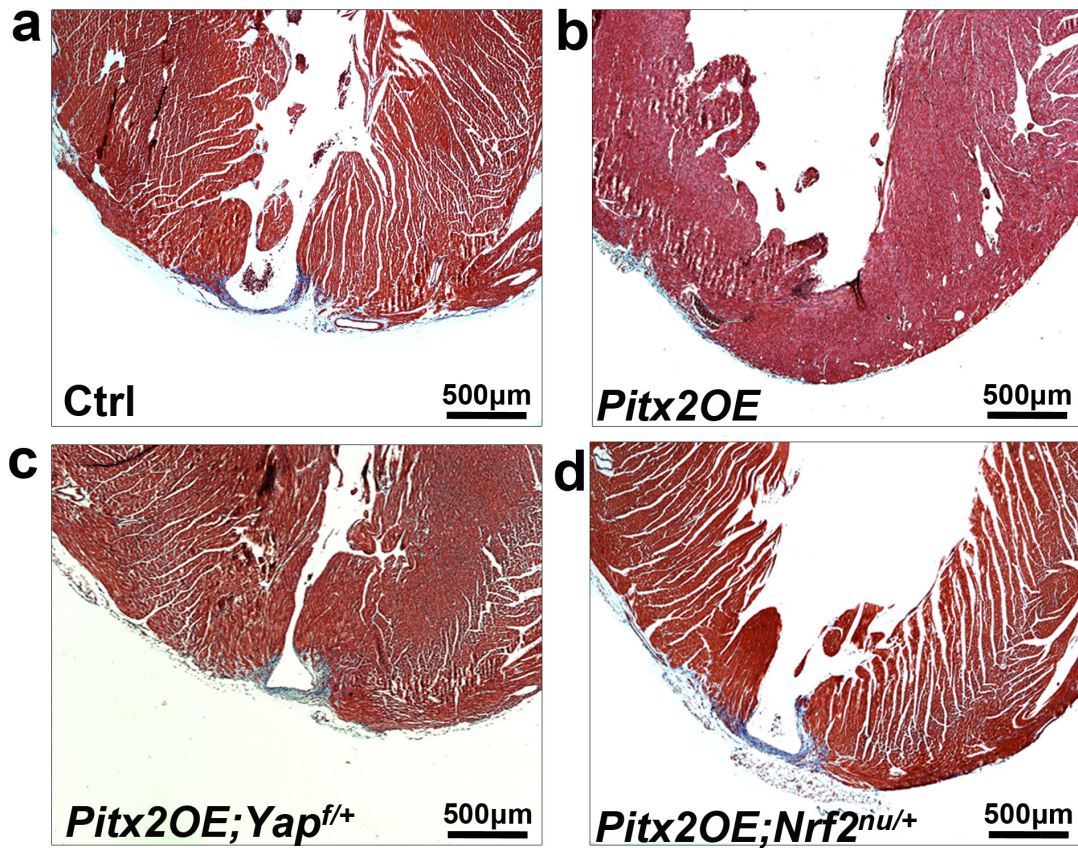 a
b
Ctrl
500µm
Pitx2OE
500µm
c
d
Pitx2OE;Yapf/+
500µm
Pitx2OE;Nrf2nu/+
500µm